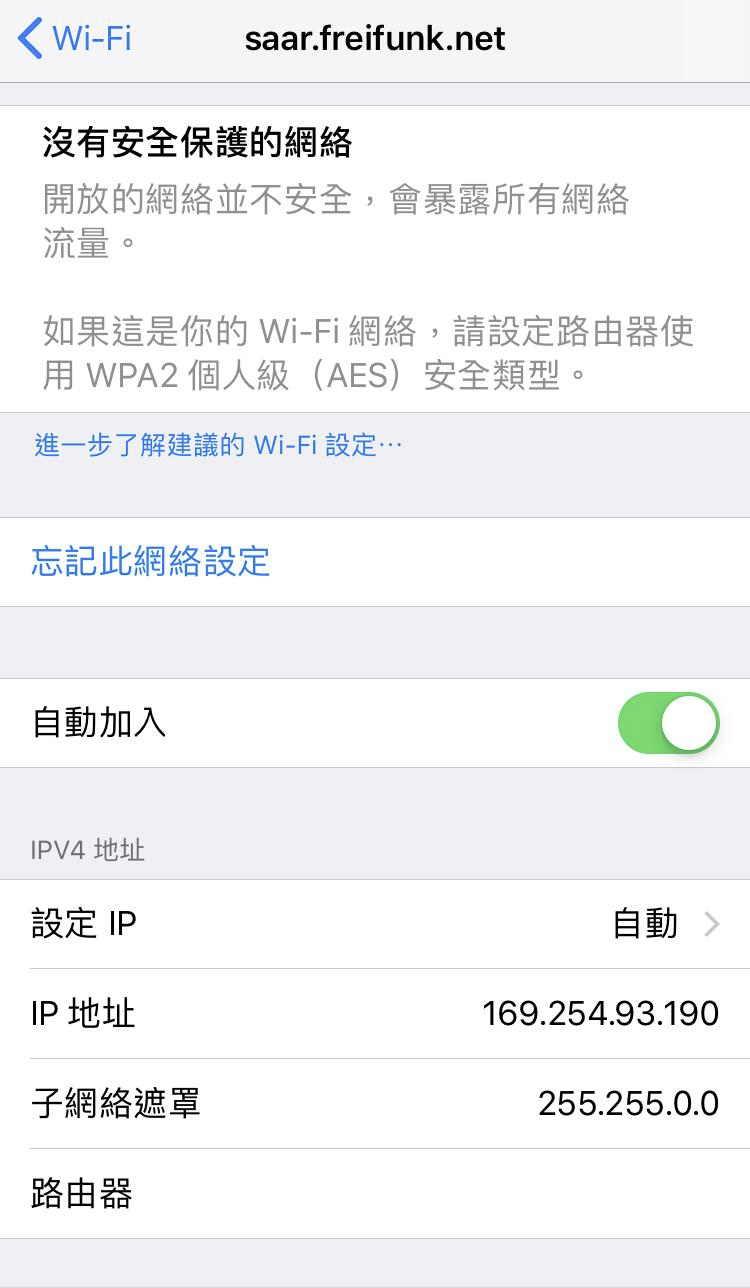 Wi-Fi
saar.freifunk.net
沒有安全保護的網絡
開放的網絡並不安全，會暴露所有網絡
流量。
如果這是你的 Wi-Fi 網絡，請設定路由器使
用 WPA2 個人級（AES）安全類型。
進一步了解建議的 Wi-Fi 設定⋯
忘記此網絡設定
自動加入
IPV4 地址
設定 IP
自動
IP 地址
169.254.93.190
子網絡遮罩
255.255.0.0
路由器